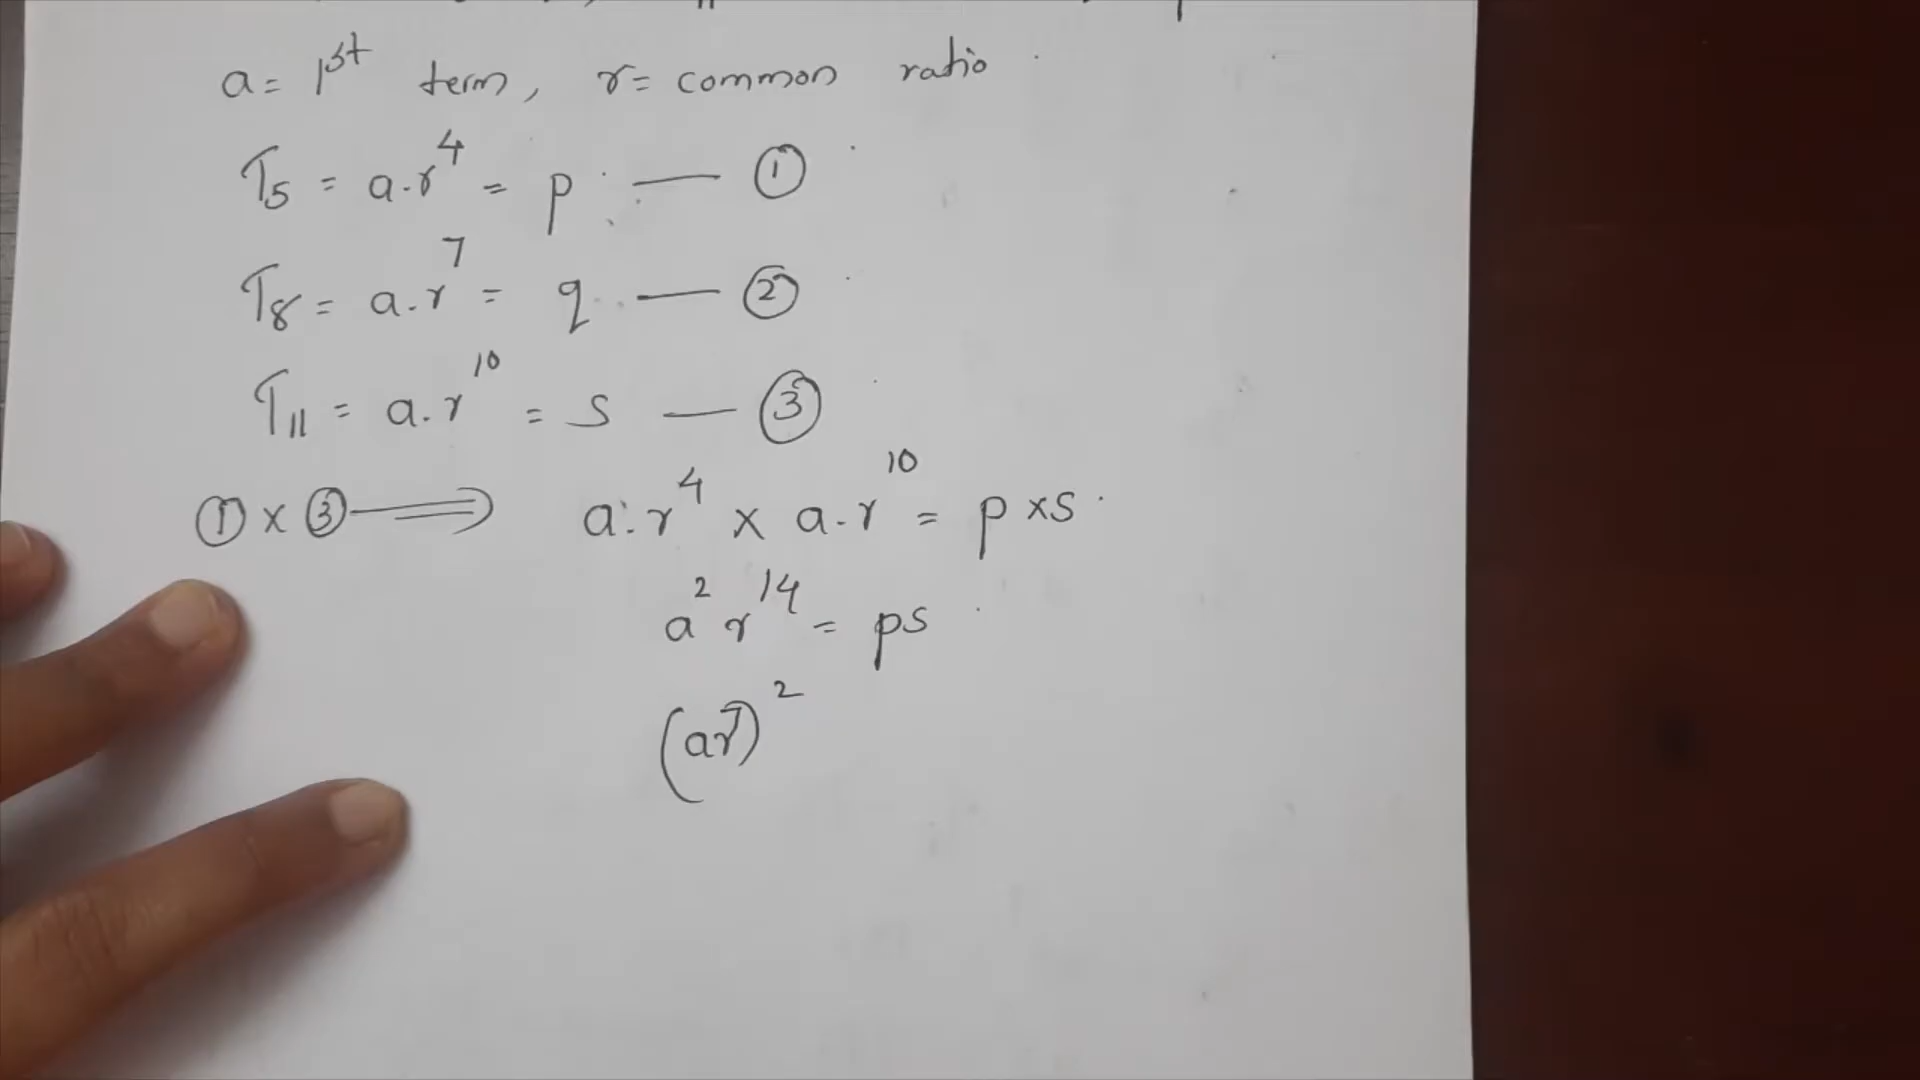 a = 1st term, r = common ratio
T₅ = a.r⁴ = p — ①
T₈ = a.r⁷ = q — ②
T₁₁ = a.r¹⁰ = s — ③
① x ③ ⟹ a.r⁴ x a.r¹⁰ = p x s
a² r¹⁴ = ps
(ar⁷)²